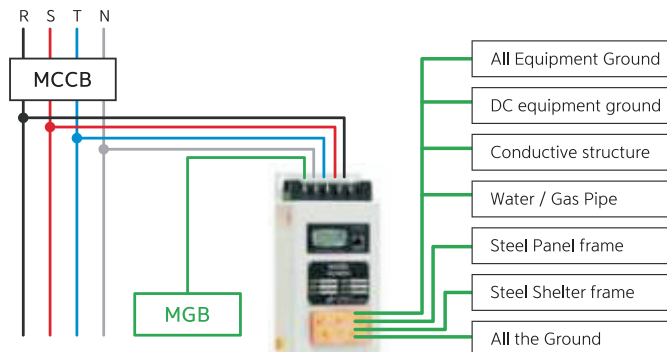 R S T N
MCCB
MGB
All Equipment Ground
DC equipment ground
Conductive structure
Water / Gas Pipe
Steel Panel frame
Steel Shelter frame
All the Ground